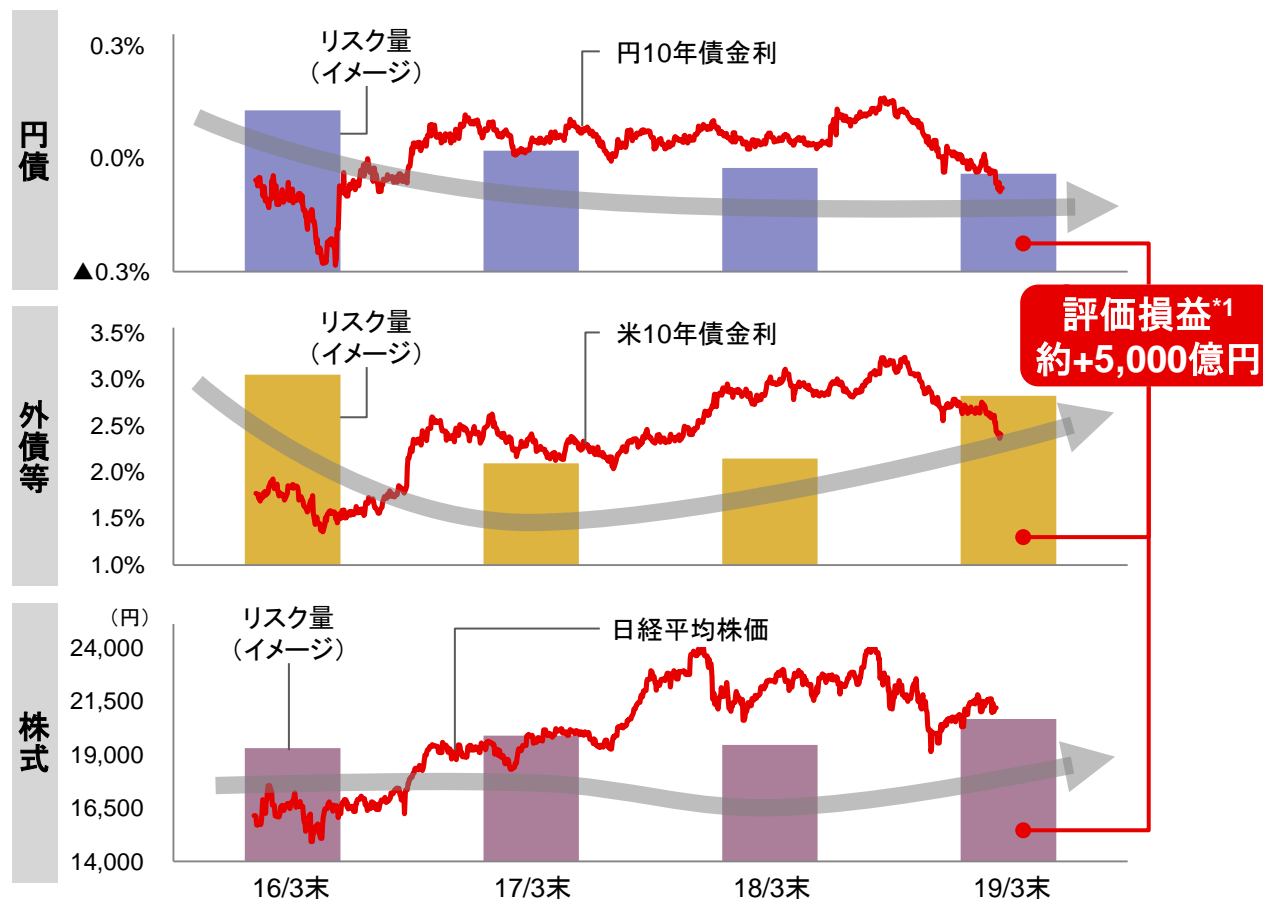 円債
0.3%
0.0%
▲0.3%
リスク量
（イメージ）
円10年債金利
外債等
3.5%
3.0%
2.5%
2.0%
1.5%
1.0%
リスク量
（イメージ）
米10年債金利
評価損益*1
約+5,000億円
株式
（円）
24,000
21,500
19,000
16,500
14,000
リスク量
（イメージ）
日経平均株価
16/3末
17/3末
18/3末
19/3末